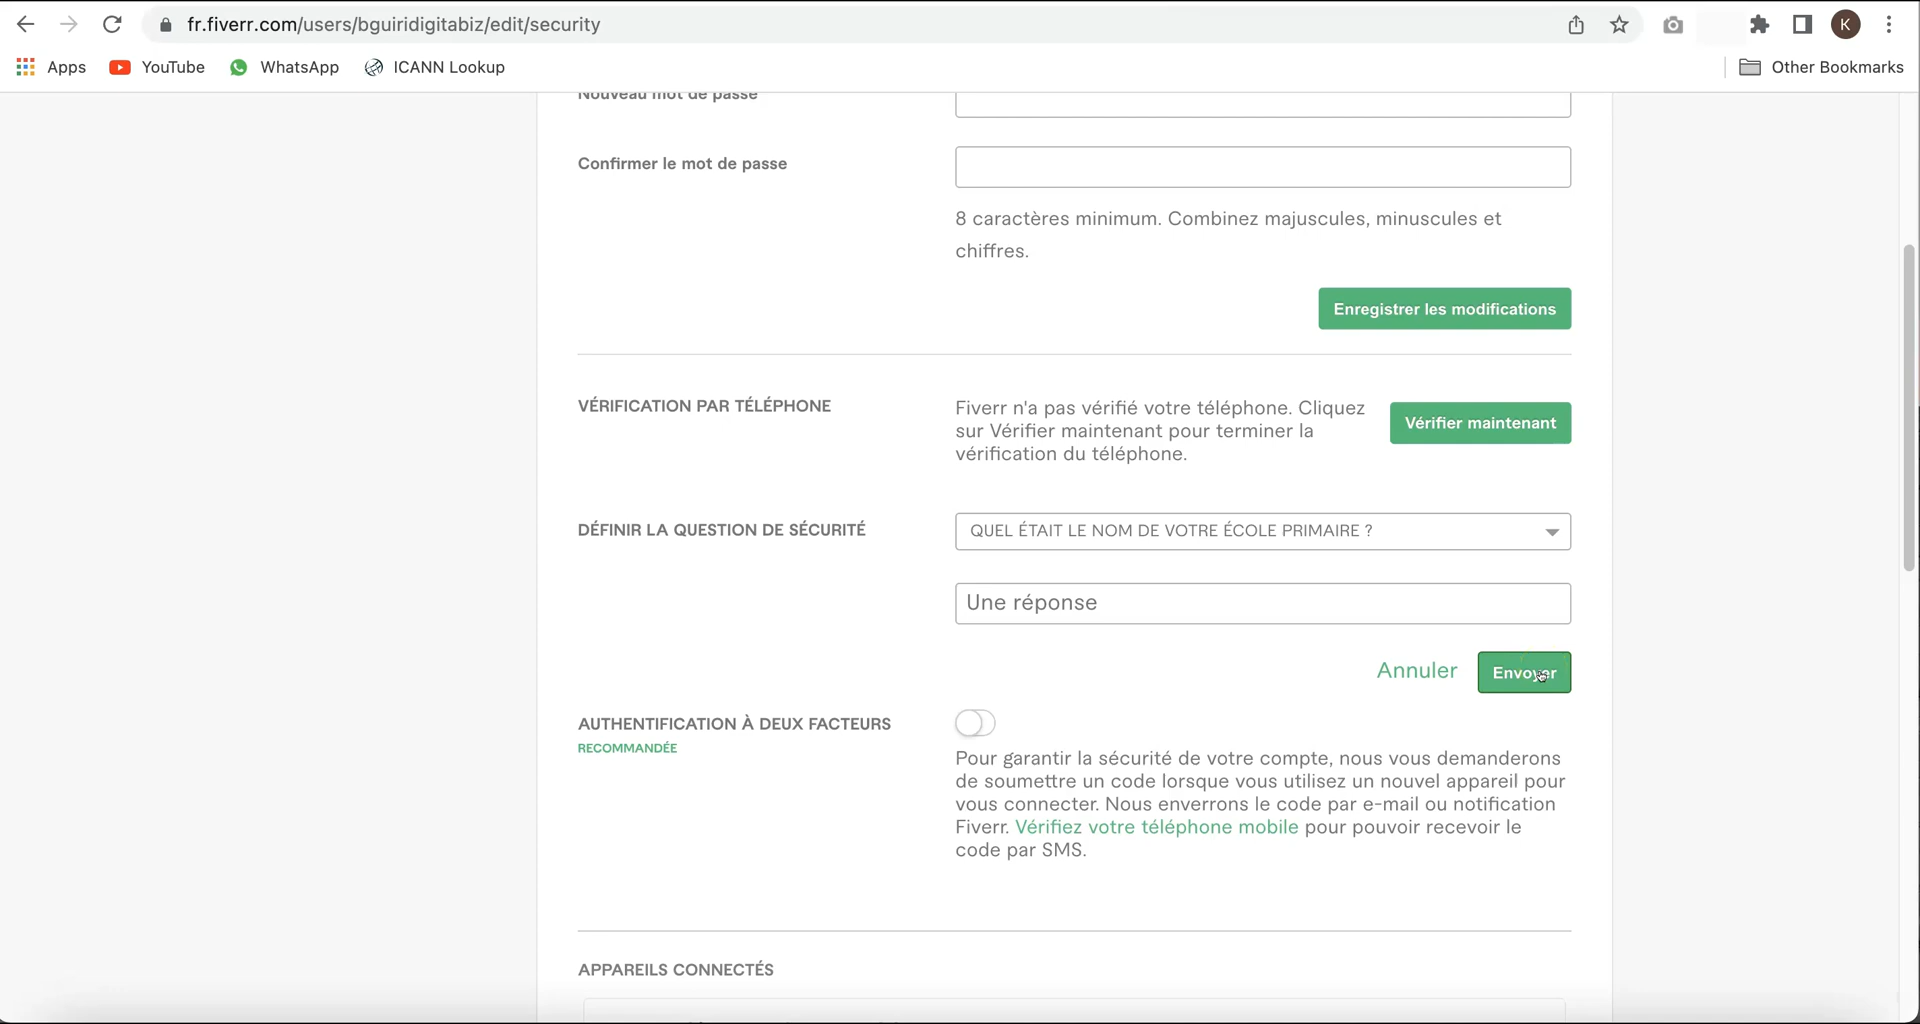 fr.fiverr.com/users/bguiridigitabiz/edit/security
K
Apps
YouTube
WhatsApp
ICANN Lookup
Other Bookmarks
Nouveau mot de passe
Confirmer le mot de passe
8 caractères minimum. Combinez majuscules, minuscules et
chiffres.
Enregistrer les modifications
VÉRIFICATION PAR TÉLÉPHONE
Fiverr n'a pas vérifié votre téléphone. Cliquez
sur Vérifier maintenant pour terminer la
vérification du téléphone.
Vérifier maintenant
DÉFINIR LA QUESTION DE SÉCURITÉ
QUEL ÉTAIT LE NOM DE VOTRE ÉCOLE PRIMAIRE ?
Une réponse
Annuler
Envoyer
AUTHENTIFICATION À DEUX FACTEURS
RECOMMANDÉE
Pour garantir la sécurité de votre compte, nous vous demanderons
de soumettre un code lorsque vous utilisez un nouvel appareil pour
vous connecter. Nous enverrons le code par e-mail ou notification
Fiverr. Vérifiez votre téléphone mobile pour pouvoir recevoir le
code par SMS.
APPAREILS CONNECTÉS